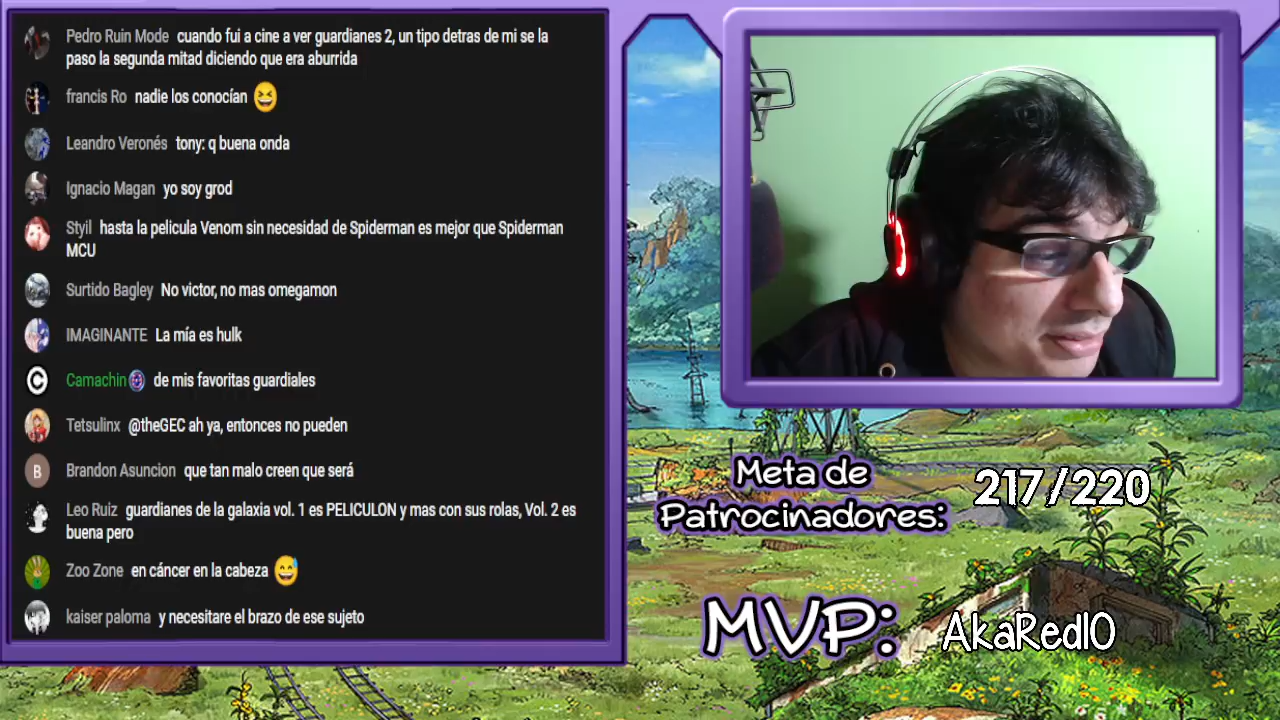 Pedro Ruin Mode cuando fui a cine a ver guardianes 2, un tipo detras de mi se la
paso la segunda mitad diciendo que era aburrida
francis Ro nadie los conocían 😆
Leandro Veronés tony: q buena onda
Ignacio Magan yo soy grod
Styil hasta la pelicula Venom sin necesidad de Spiderman es mejor que Spiderman
MCU
Surtido Bagley No victor, no mas omegamon
IMAGINANTE La mía es hulk
Camachin de mis favoritas guardiales
Tetsulinx @theGEC ah ya, entonces no pueden
B Brandon Asuncion que tan malo creen que será
Leo Ruiz guardianes de la galaxia vol. 1 es PELICULON y mas con sus rolas, Vol. 2 es
buena pero
Zoo Zone en cáncer en la cabeza 😅
kaiser paloma y necesitare el brazo de ese sujeto
Meta de
Patrocinadores: 217/220
MVP: AkaRed10